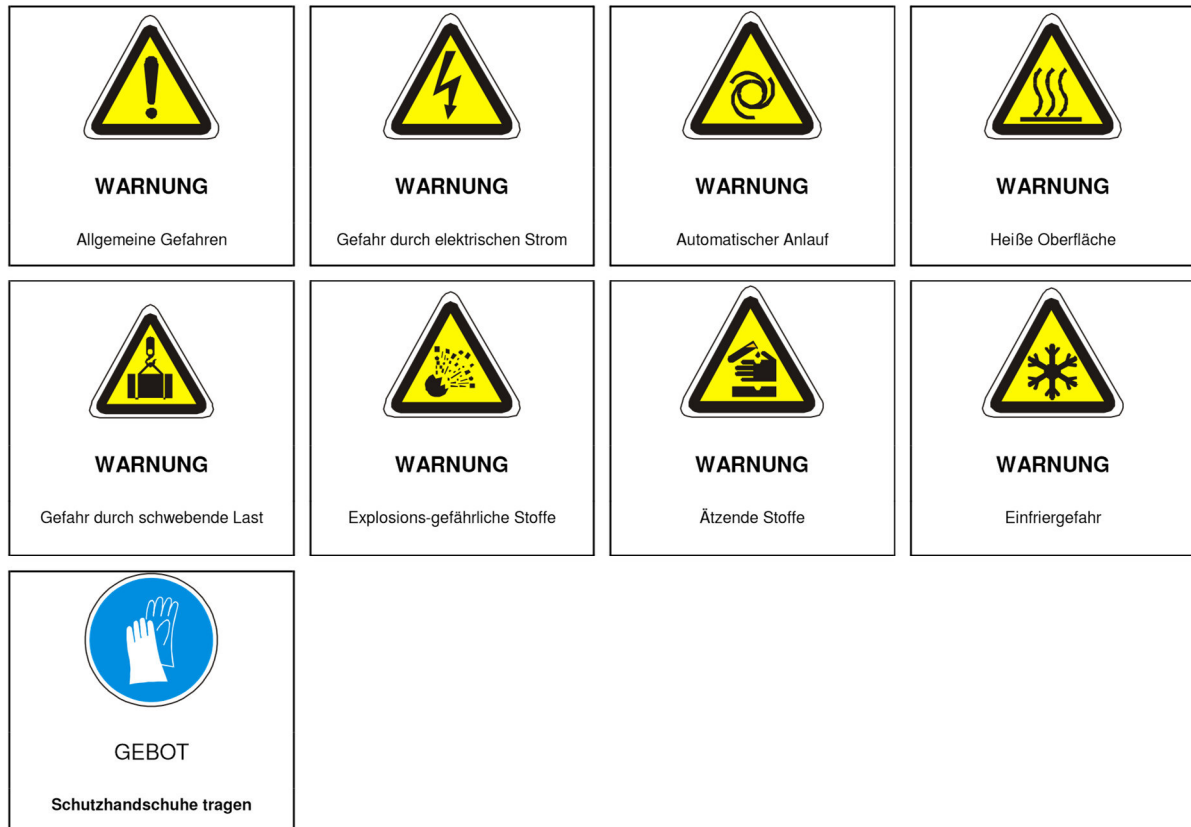 WARNUNG
Allgemeine Gefahren
WARNUNG
Gefahr durch elektrischen Strom
WARNUNG
Automatischer Anlauf
WARNUNG
Heiße Oberfläche
WARNUNG
Gefahr durch schwebende Last
WARNUNG
Explosions-gefährliche Stoffe
WARNUNG
Ätzende Stoffe
WARNUNG
Einfriergefahr
GEBOT
Schutzhandschuhe tragen